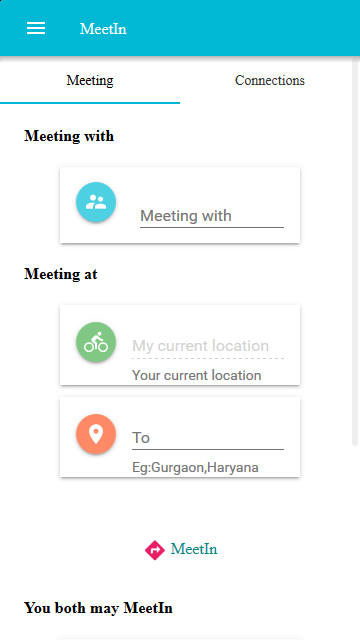 MeetIn
Meeting
Connections
Meeting with
Meeting with
Meeting at
My current location
Your current location
To
Eg:Gurgaon,Haryana
MeetIn
You both may MeetIn